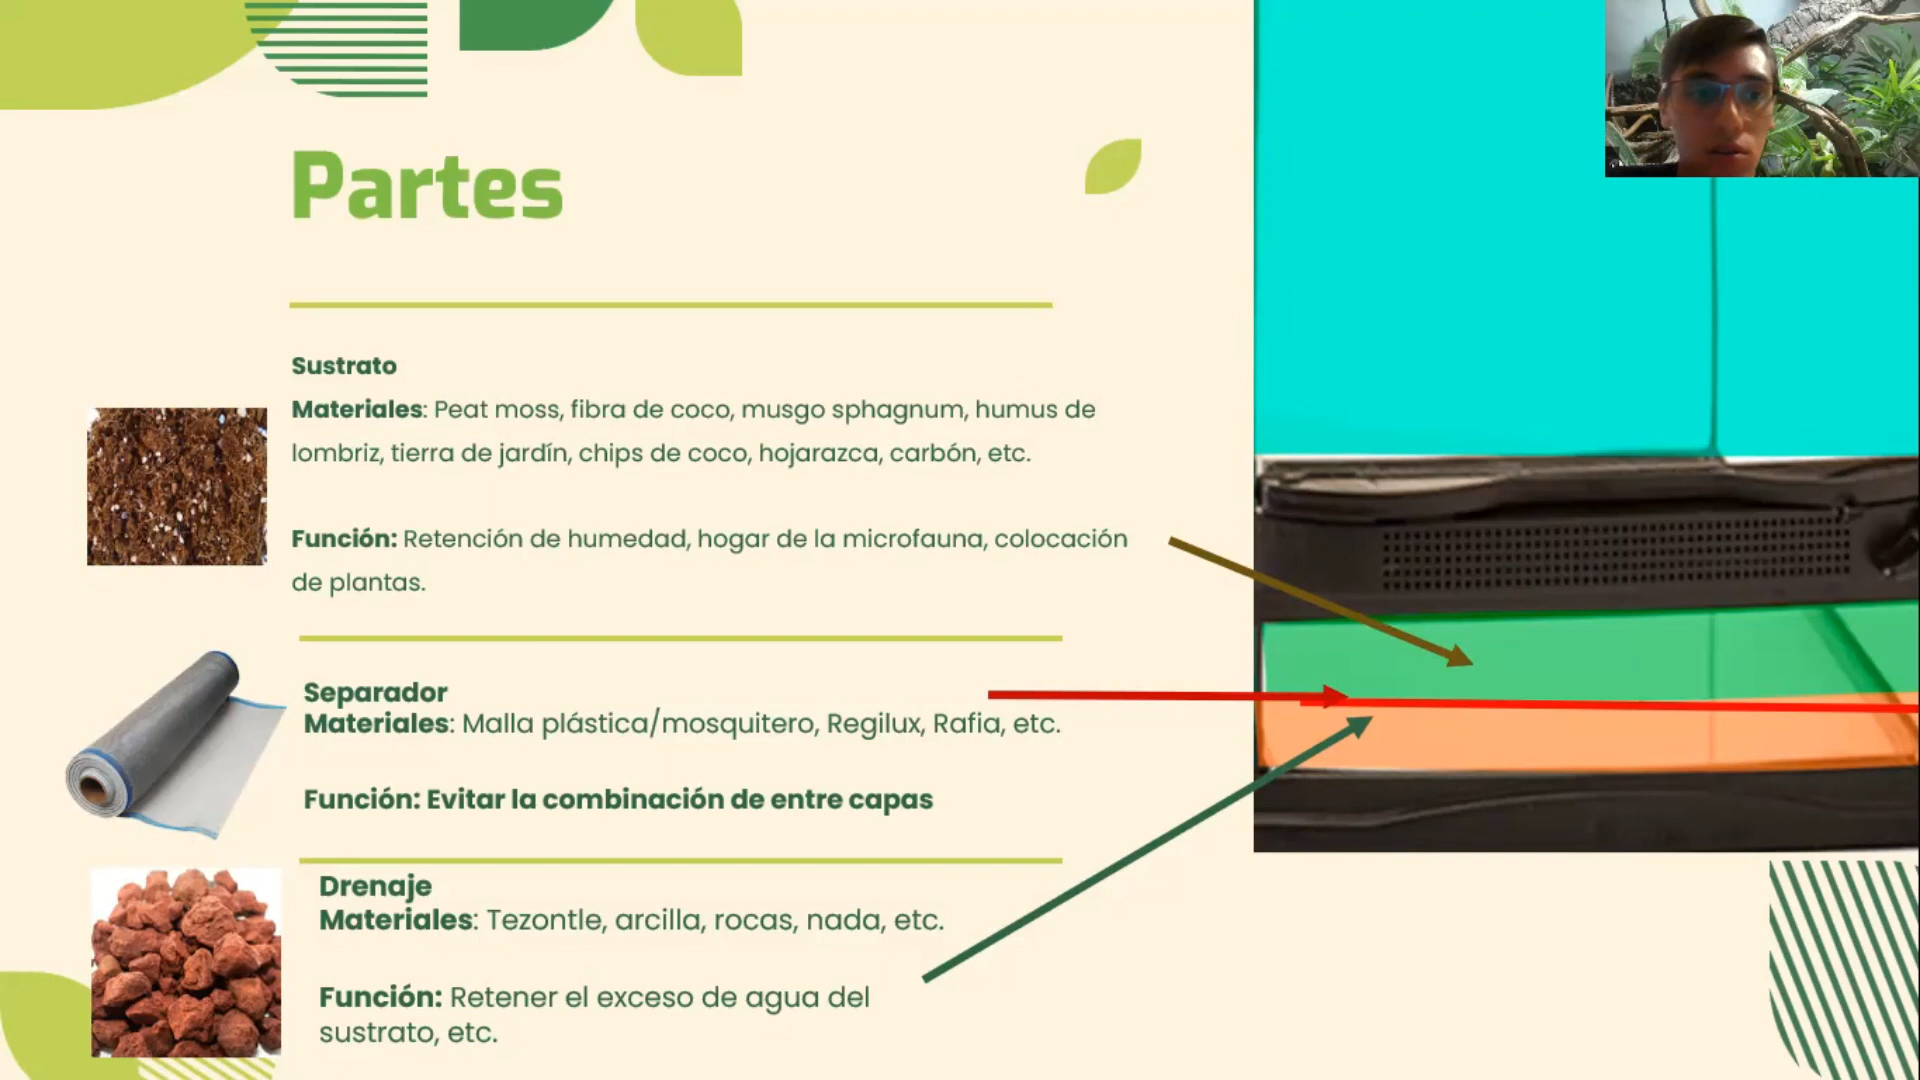 Partes
Sustrato
Materiales: Peat moss, fibra de coco, musgo sphagnum, humus de
lombriz, tierra de jardín, chips de coco, hojarazca, carbón, etc.
Función: Retención de humedad, hogar de la microfauna, colocación
de plantas.
Separador
Materiales: Malla plástica/mosquitero, Regilux, Rafia, etc.
Función: Evitar la combinación de entre capas
Drenaje
Materiales: Tezontle, arcilla, rocas, nada, etc.
Función: Retener el exceso de agua del
sustrato, etc.